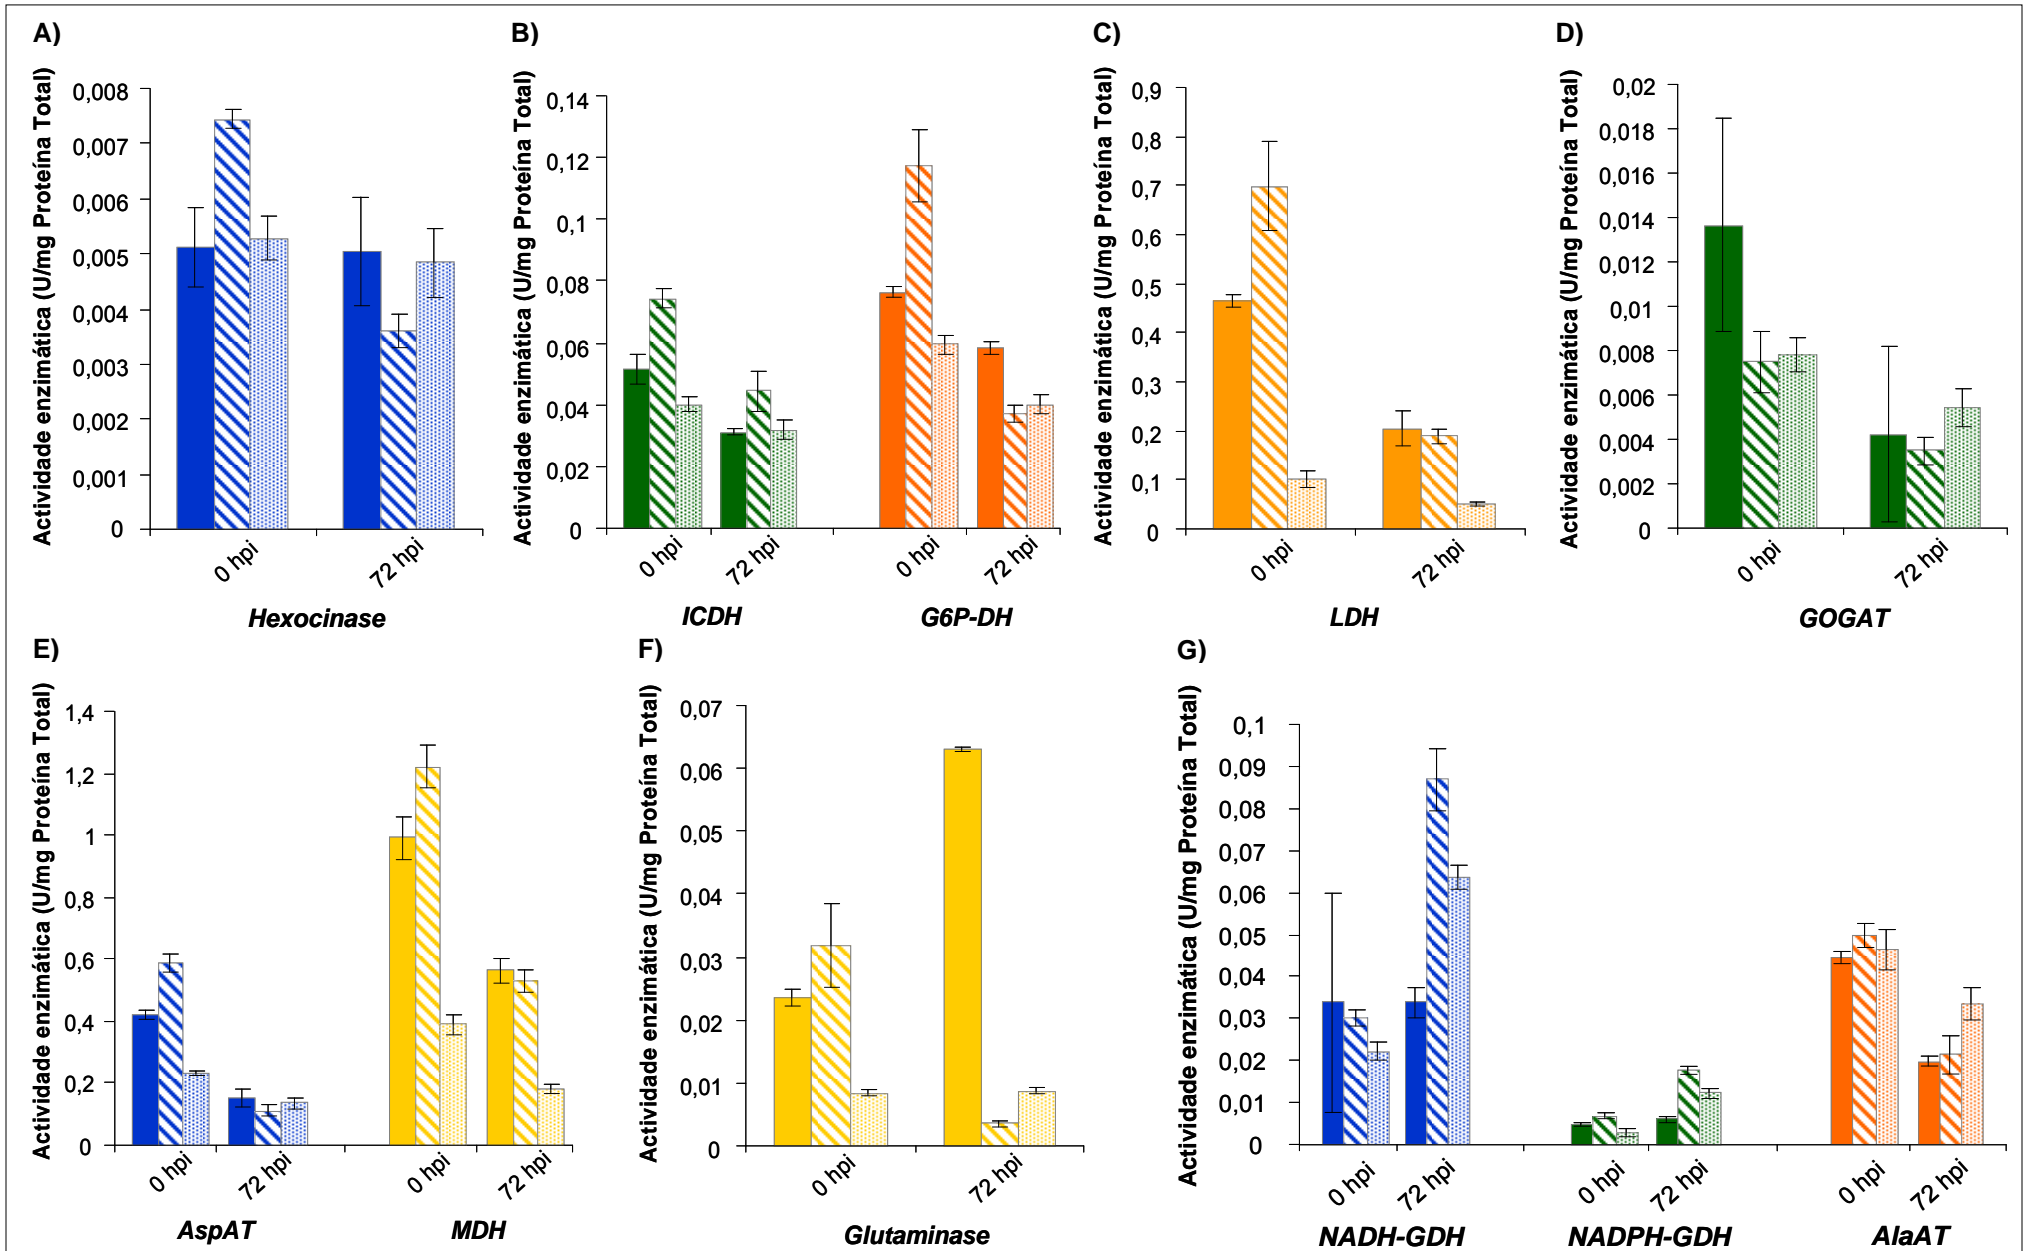 A)
Actividade enzimática (U/mg Proteína Total)
0,008
0,007
0,006
0,005
0,004
0,003
0,002
0,001
0
0 hpi
72 hpi
Hexocinase
B)
Actividade enzimática (U/mg Proteína Total)
0,14
0,12
0,1
0,08
0,06
0,04
0,02
0
0 hpi
72 hpi
0 hpi
72 hpi
ICDH
G6P-DH
C)
Actividade enzimática (U/mg Proteína Total)
0,9
0,8
0,7
0,6
0,5
0,4
0,3
0,2
0,1
0
0 hpi
72 hpi
LDH
D)
Actividade enzimática (U/mg Proteína Total)
0,02
0,018
0,016
0,014
0,012
0,01
0,008
0,006
0,004
0,002
0
0 hpi
72 hpi
GOGAT
E)
Actividade enzimática (U/mg Proteína Total)
1,4
1,2
1
0,8
0,6
0,4
0,2
0
0 hpi
72 hpi
0 hpi
72 hpi
AspAT
MDH
F)
Actividade enzimática (U/mg Proteína Total)
0,07
0,06
0,05
0,04
0,03
0,02
0,01
0
0 hpi
72 hpi
Glutaminase
G)
Actividade enzimática (U/mg Proteína Total)
0,1
0,09
0,08
0,07
0,06
0,05
0,04
0,03
0,02
0,01
0
0 hpi
72 hpi
0 hpi
72 hpi
0 hpi
72 hpi
NADH-GDH
NADPH-GDH
AlaAT